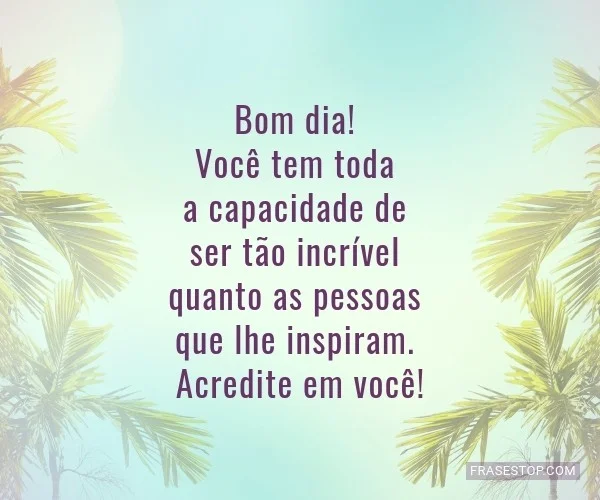 Bom dia!
Você tem toda
a capacidade de
ser tão incrível
quanto as pessoas
que lhe inspiram.
Acredite em você!
FRASESTOP.COM